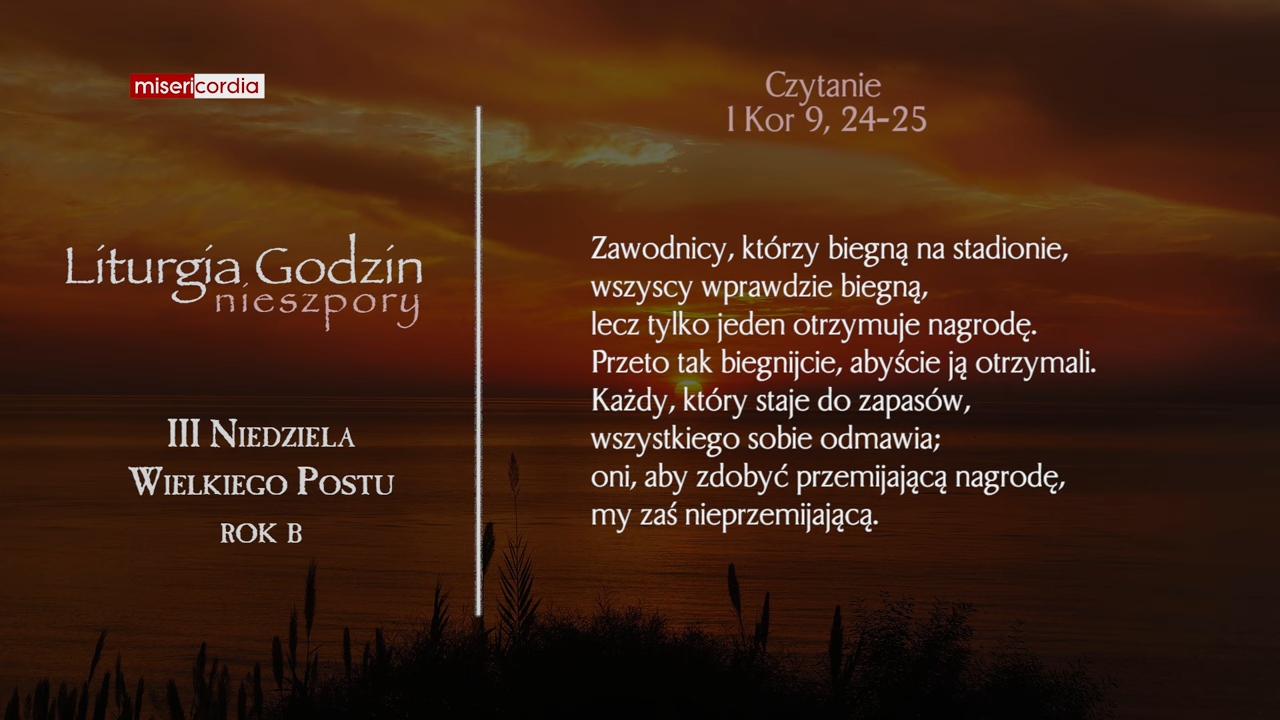 misericordia
Liturgia Godzin
nieszpory
III Niedziela
Wielkiego Postu
rok B
Czytanie
1 Kor 9, 24-25
Zawodnicy, którzy biegną na stadionie,
wszyscy wprawdzie biegną,
lecz tylko jeden otrzymuje nagrodę.
Przeto tak biegnijcie, abyście ją otrzymali.
Każdy, który staje do zapasów,
wszystkiego sobie odmawia;
oni, aby zdobyć przemijającą nagrodę,
my zaś nieprzemijającą.